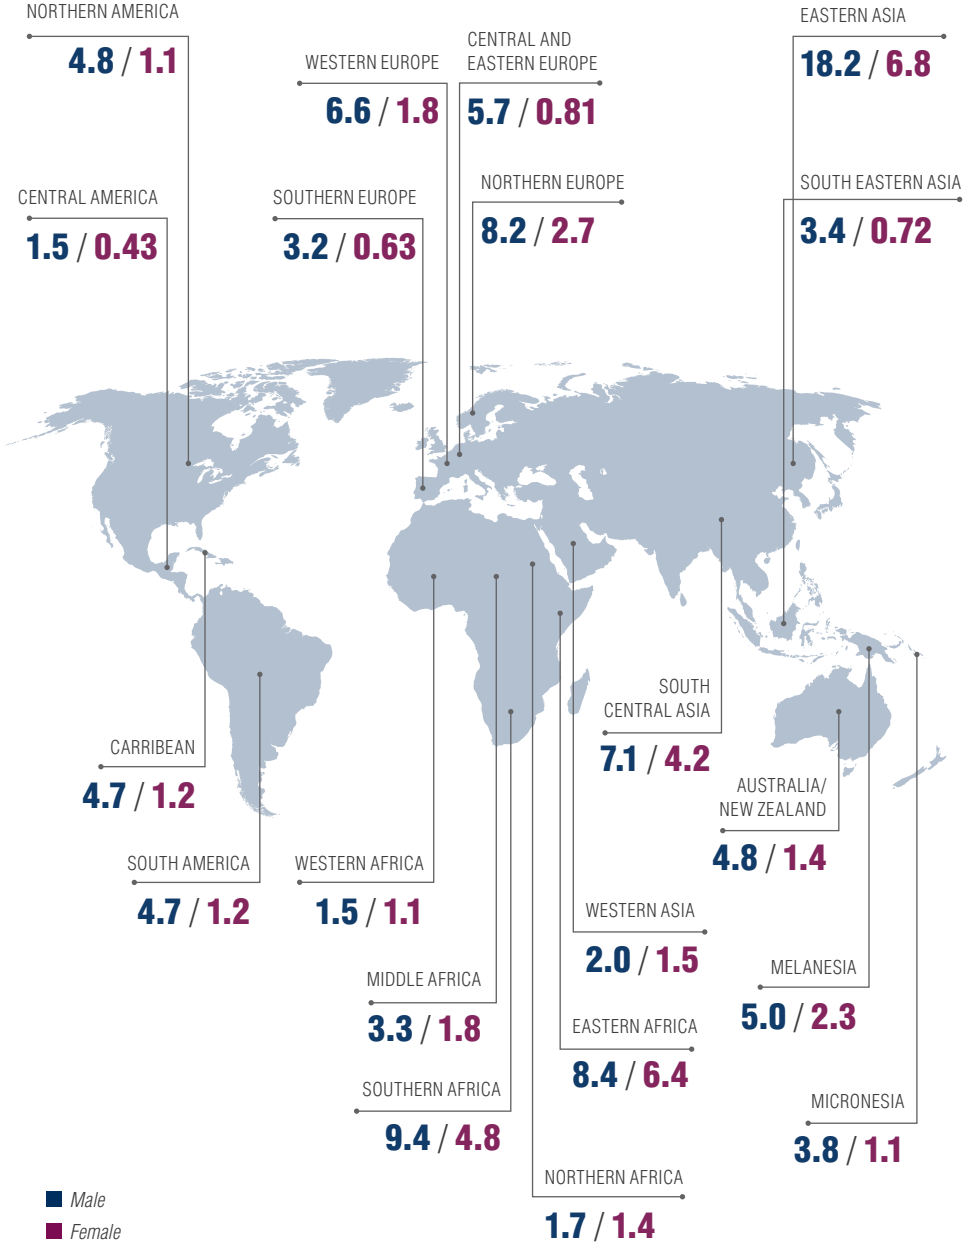 NORTHERN AMERICA
4.8 / 1.1
EASTERN ASIA
18.2 / 6.8
WESTERN EUROPE
6.6 / 1.8
CENTRAL AND
EASTERN EUROPE
5.7 / 0.81
CENTRAL AMERICA
1.5 / 0.43
SOUTHERN EUROPE
3.2 / 0.63
NORTHERN EUROPE
8.2 / 2.7
SOUTH EASTERN ASIA
3.4 / 0.72
SOUTH
CENTRAL ASIA
7.1 / 4.2
CARRIBEAN
4.7 / 1.2
AUSTRALIA/
NEW ZEALAND
4.8 / 1.4
SOUTH AMERICA
4.7 / 1.2
WESTERN AFRICA
1.5 / 1.1
WESTERN ASIA
2.0 / 1.5
MELANESIA
5.0 / 2.3
MIDDLE AFRICA
3.3 / 1.8
EASTERN AFRICA
8.4 / 6.4
SOUTHERN AFRICA
9.4 / 4.8
MICRONESIA
3.8 / 1.1
NORTHERN AFRICA
1.7 / 1.4
Male
Female